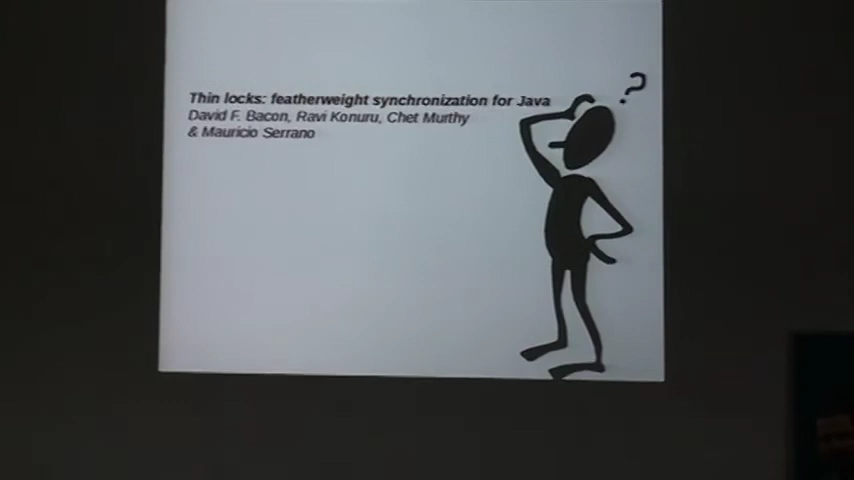 Thin locks: featherweight synchronization for Java
David F. Bacon, Ravi Konuru, Chet Murthy
& Mauricio Serrano
?